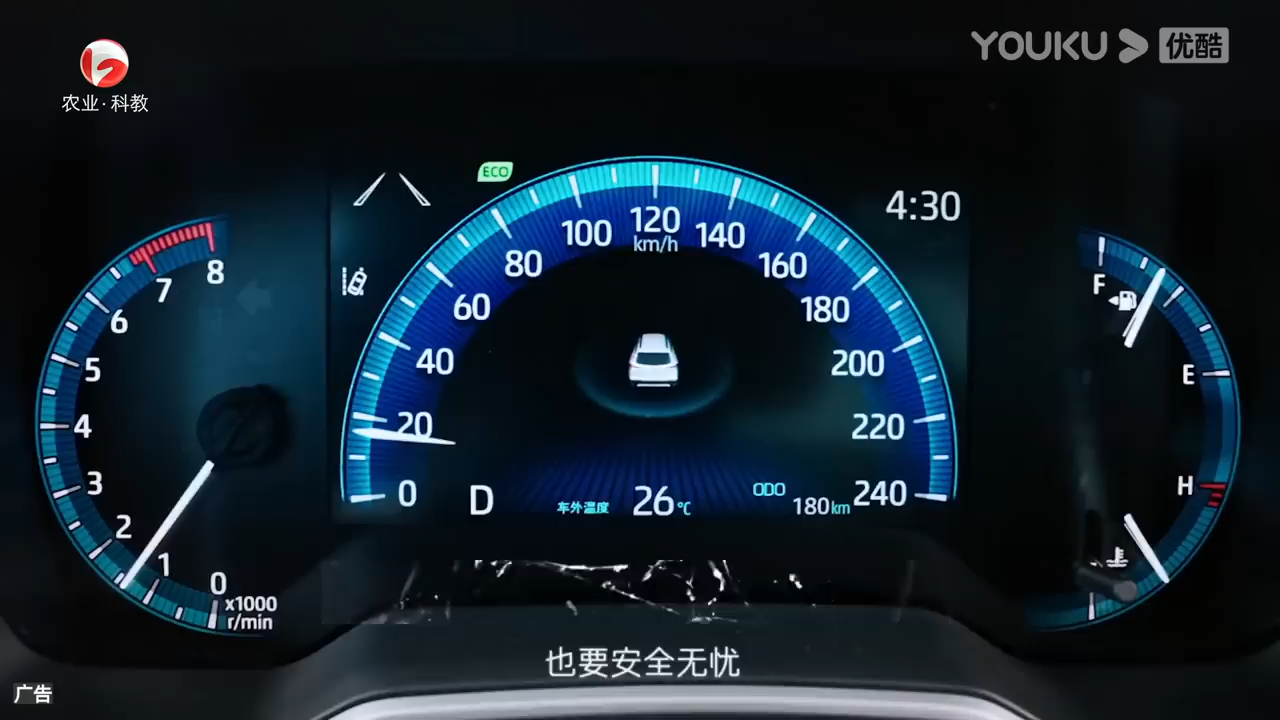 YOUKU 优酷
农业·科教
ECO
4:30
100 120 140
km/h
80 160
60 180
40 200
20 220
0 240
D
车外温度 26℃
ODO 180km
8
7
6
5
4
3
2
1
0
x1000
r/min
F
E
H
也要安全无忧
广告